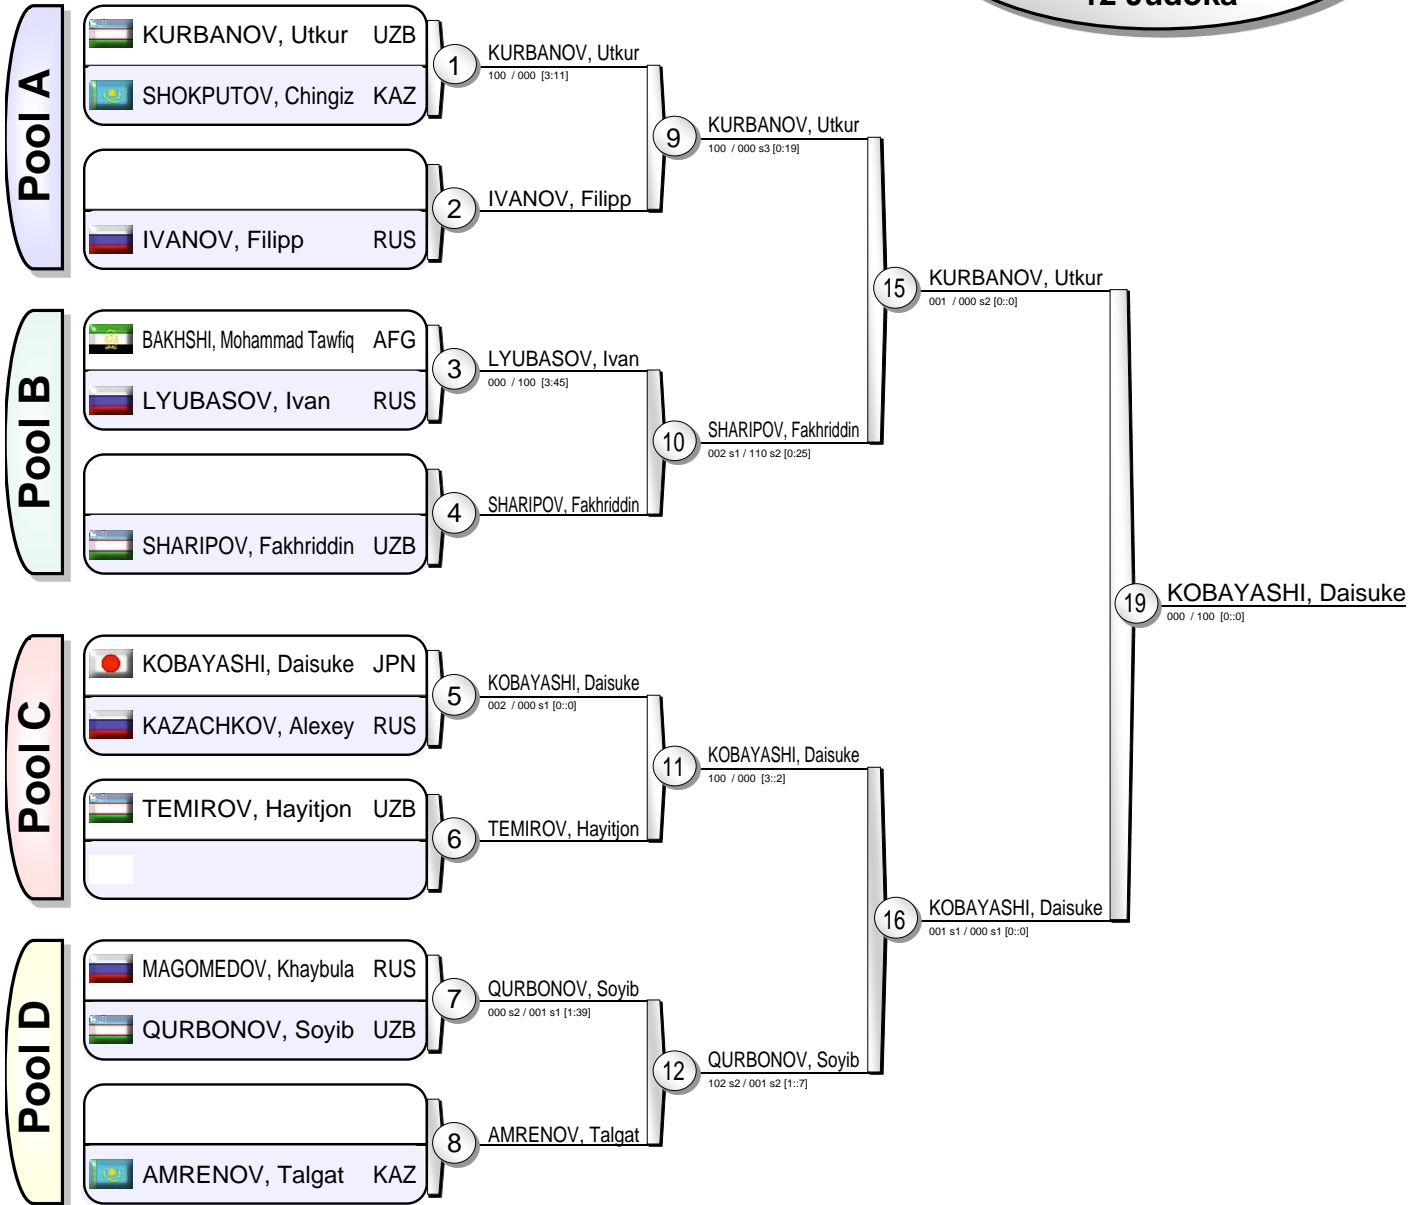 12 Judoka
Pool A
KURBANOV, Utkur UZB
SHOKPUTOV, Chingiz KAZ
1
KURBANOV, Utkur
100 / 000 [3:11]
IVANOV, Filipp RUS
2
IVANOV, Filipp
9
KURBANOV, Utkur
100 / 000 s3 [0:19]
Pool B
BAKHSHI, Mohammad Tawfiq AFG
LYUBASOV, Ivan RUS
3
LYUBASOV, Ivan
000 / 100 [3:45]
SHARIPOV, Fakhriddin UZB
4
SHARIPOV, Fakhriddin
10
SHARIPOV, Fakhriddin
002 s1 / 110 s2 [0:25]
15
KURBANOV, Utkur
001 / 000 s2 [0::0]
Pool C
KOBAYASHI, Daisuke JPN
KAZACHKOV, Alexey RUS
5
KOBAYASHI, Daisuke
002 / 000 s1 [0::0]
TEMIROV, Hayitjon UZB
6
TEMIROV, Hayitjon
11
KOBAYASHI, Daisuke
100 / 000 [3::2]
Pool D
MAGOMEDOV, Khaybula RUS
QURBONOV, Soyib UZB
7
QURBONOV, Soyib
000 s2 / 001 s1 [1:39]
AMRENOV, Talgat KAZ
8
AMRENOV, Talgat
12
QURBONOV, Soyib
102 s2 / 001 s2 [1::7]
16
KOBAYASHI, Daisuke
001 s1 / 000 s1 [0::0]
19
KOBAYASHI, Daisuke
000 / 100 [0::0]